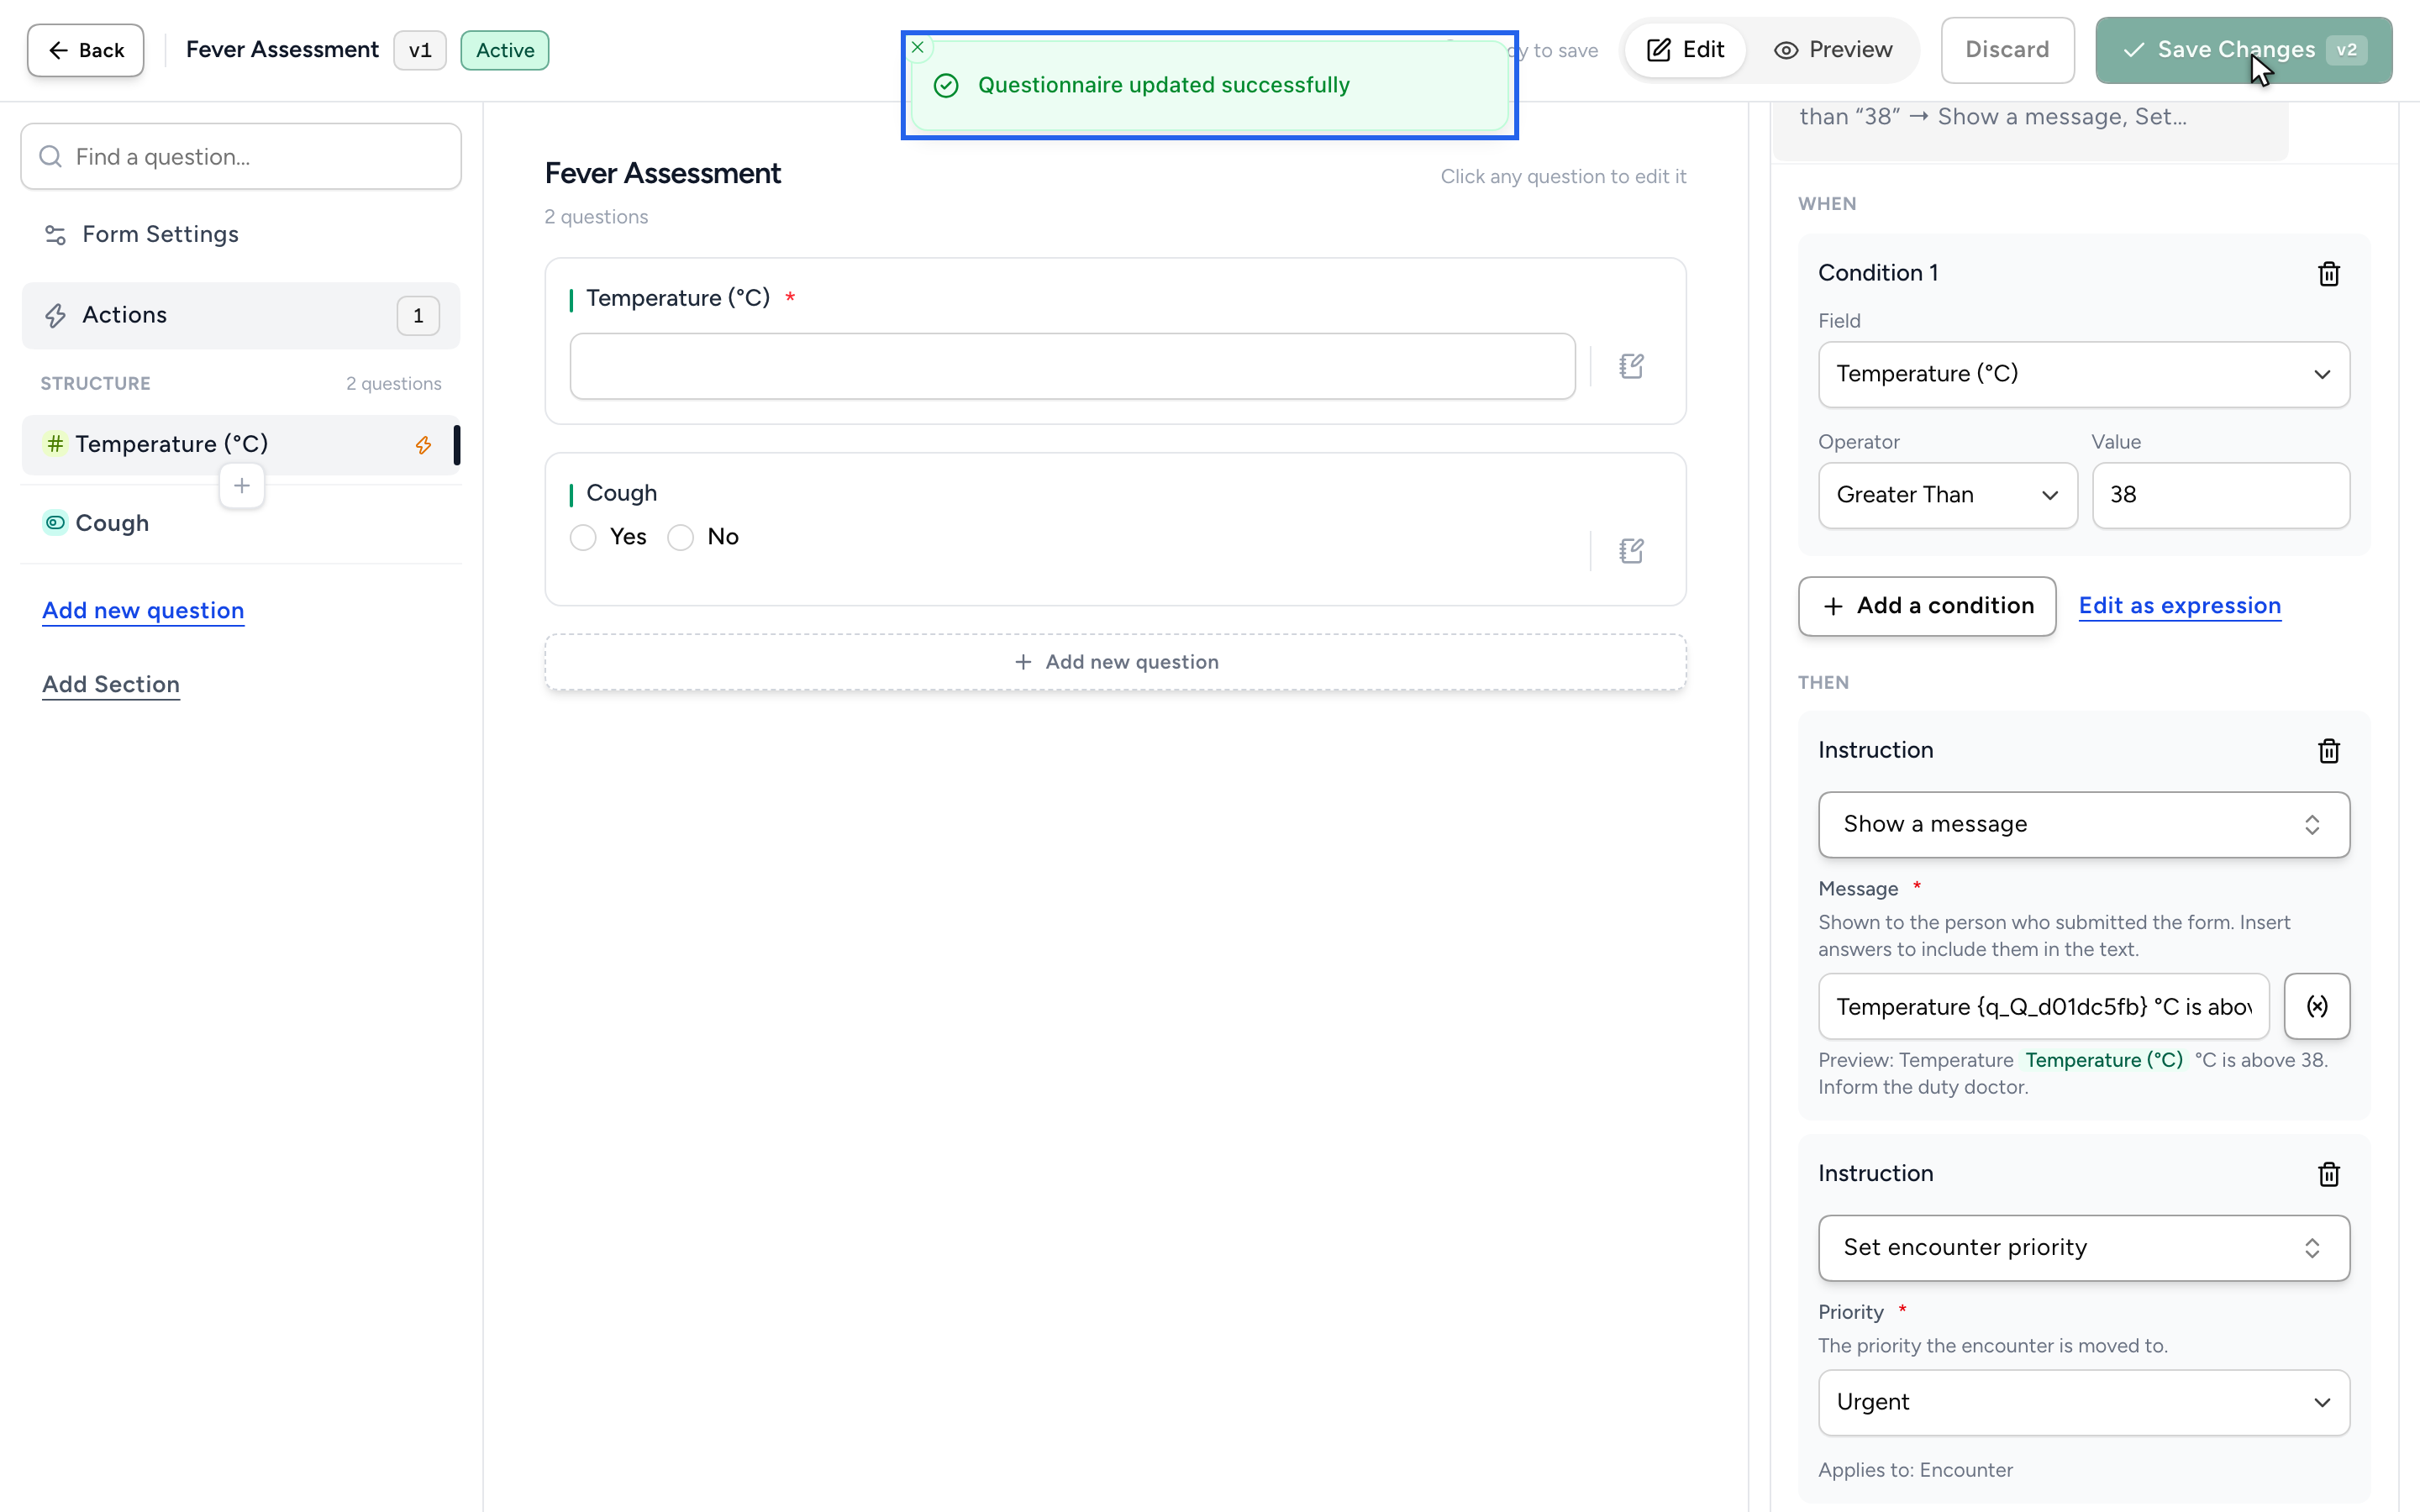 Back
Fever Assessment
v1
Active
Questionnaire updated successfully
to save
Edit
Preview
Discard
Save Changes v2
Find a question...
Form Settings
Actions
1
STRUCTURE
2 questions
# Temperature (°C)
Cough
Add new question
Add Section
Fever Assessment
Click any question to edit it
2 questions
Temperature (°C) *
Cough
Yes
No
+ Add new question
than “38” → Show a message, Set...
WHEN
Condition 1
Field
Temperature (°C)
Operator
Value
Greater Than
38
+ Add a condition
Edit as expression
THEN
Instruction
Show a message
Message *
Shown to the person who submitted the form. Insert
answers to include them in the text.
Temperature {q_Q_d01dc5fb} °C is
(x)
Preview: Temperature Temperature (°C) °C is above 38.
Inform the duty doctor.
Instruction
Set encounter priority
Priority *
The priority the encounter is moved to.
Urgent
Applies to: Encounter